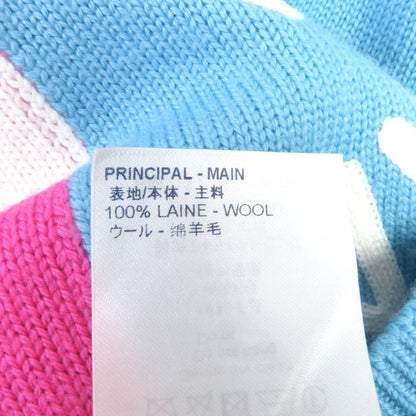 PRINCIPAL - MAIN
表地/本体 - 主料
100% LAINE - WOOL
ウール - 绵羊毛